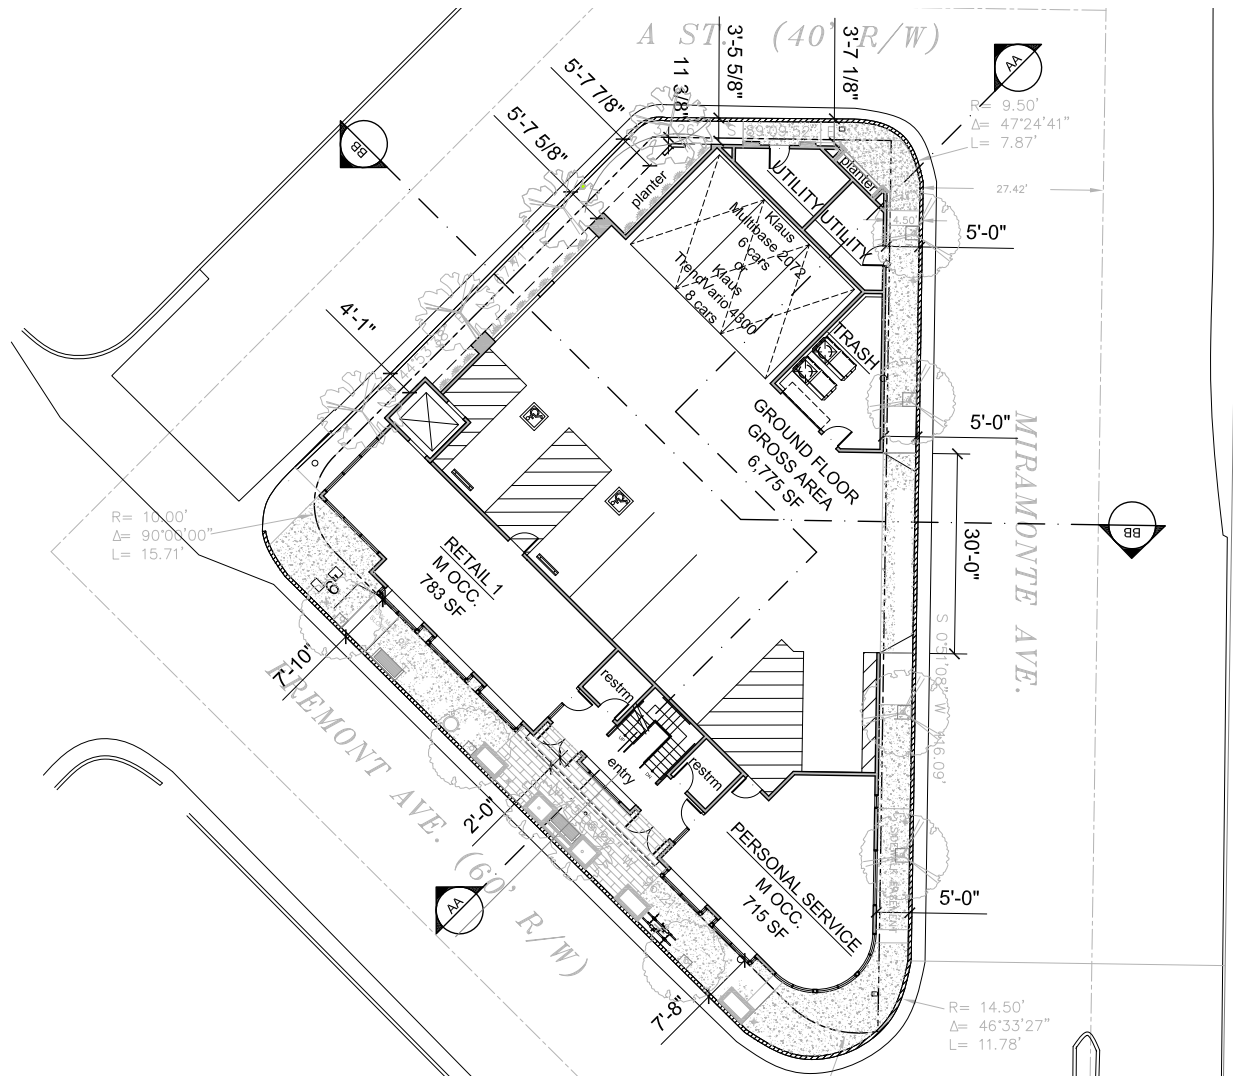 A ST. (40' R/W)
3'-5 5/8"
3'-7 1/8"
11 3/8"
5'-7 7/8"
5'-7 5/8"
AA
R= 9.50'
Δ= 47°24'41"
L= 7.87'
BB
27.42'
4.50'
planter
planter
UTILITY
UTILITY
Klaus
Multibase 2072
6 cars
or
Klaus
TrendVario 4300
8 cars
5'-0"
4'-1"
TRASH
GROUND FLOOR
GROSS AREA
6,775 SF
5'-0"
MIRAMONTE AVE.
30'-0"
BB
R= 10.00'
Δ= 90°00'00"
L= 15.71'
RETAIL 1
M OCC.
783 SF
7'-10"
FREMONT AVE. (60' R/W)
restrm
entry
restrm
2'-0"
AA
PERSONAL SERVICE
M OCC.
715 SF
5'-0"
7'-8"
R= 14.50'
Δ= 46°33'27"
L= 11.78'